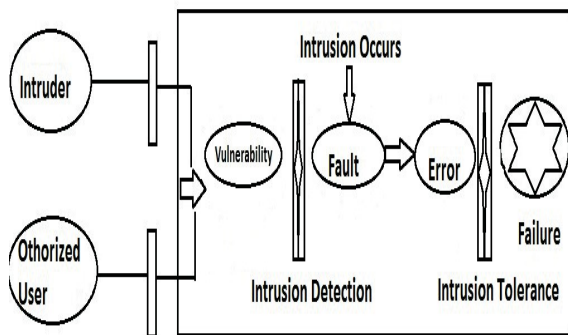 Intrusion Occurs
Intruder
Vulnerability
Fault
Error
Failure
Othorized
User
Intrusion Detection
Intrusion Tolerance